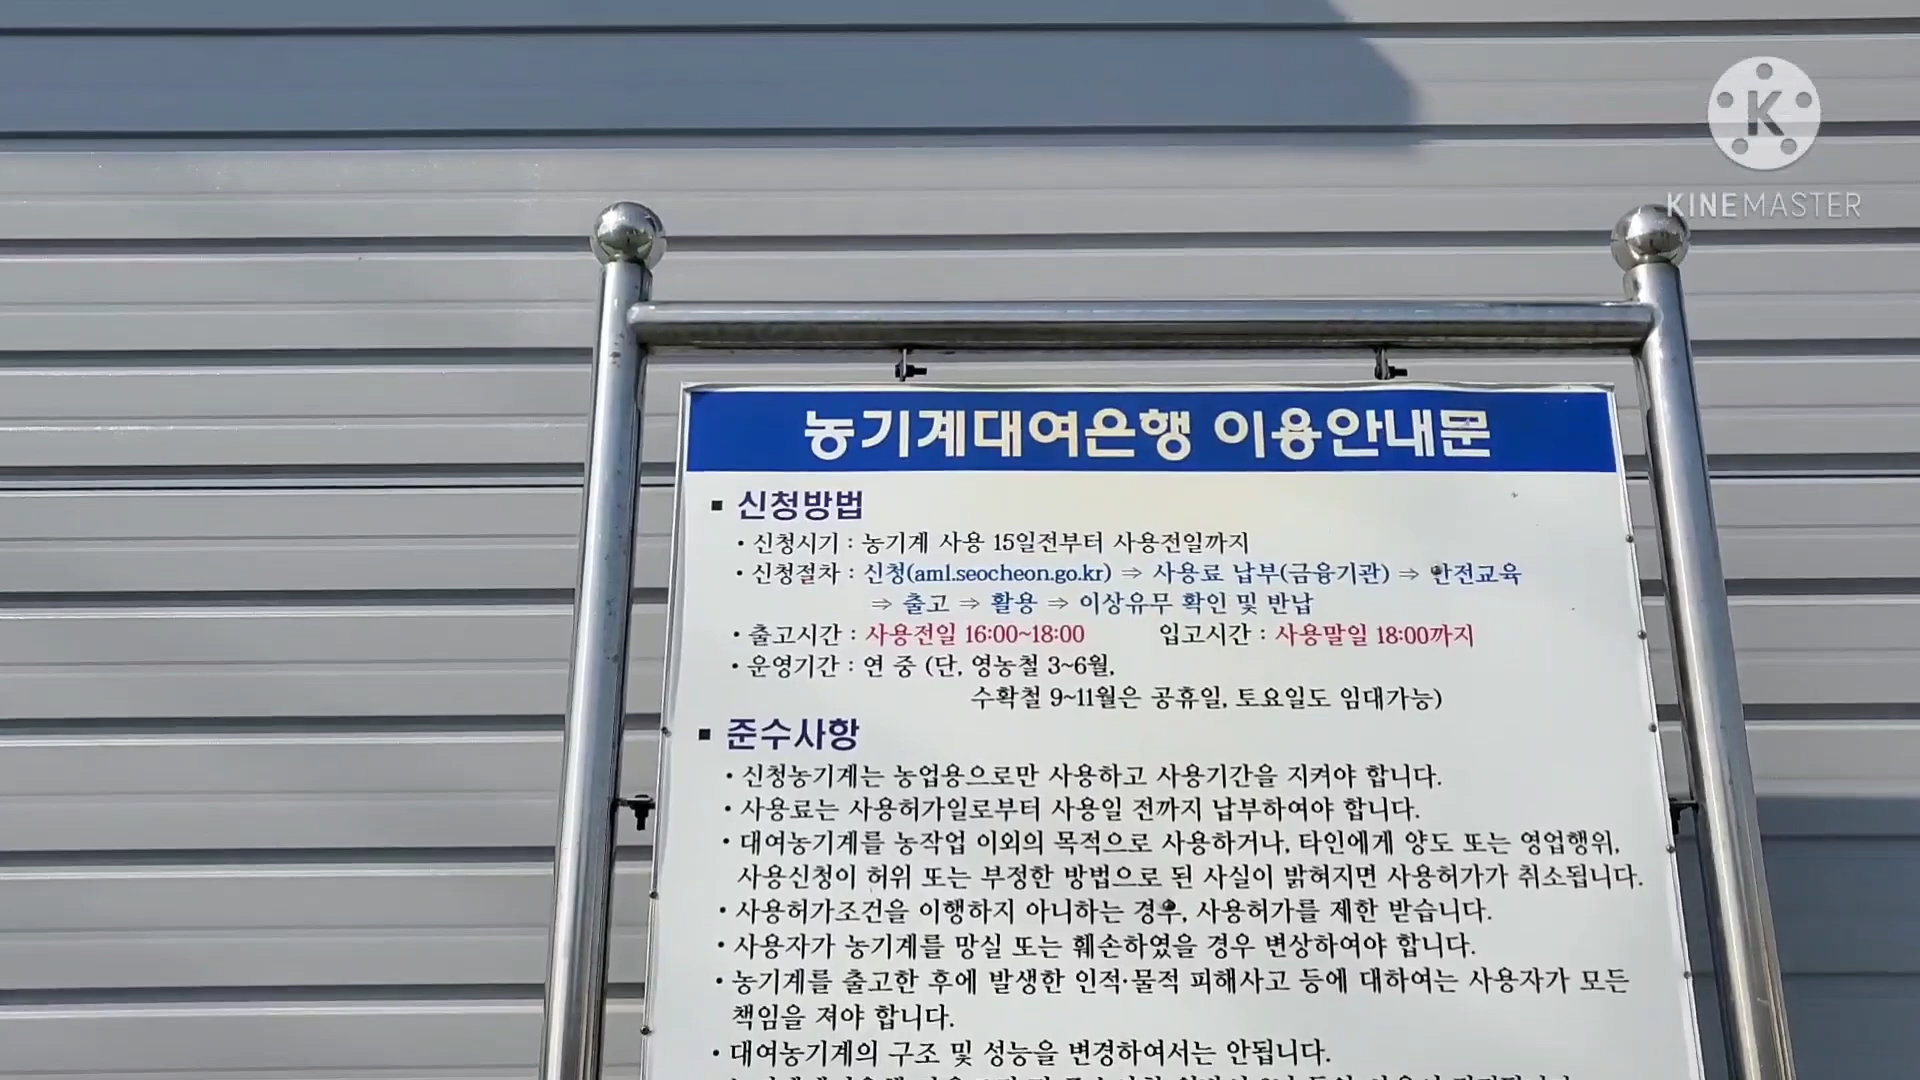 KINEMASTER
농기계대여은행 이용안내문
▪ 신청방법
• 신청시기 : 농기계 사용 15일전부터 사용전일까지
• 신청절차 : 신청(aml.seocheon.go.kr) ⇒ 사용료 납부(금융기관) ⇒ 안전교육
⇒ 출고 ⇒ 활용 ⇒ 이상유무 확인 및 반납
• 출고시간 : 사용전일 16:00~18:00 입고시간 : 사용말일 18:00까지
• 운영기간 : 연 중 (단, 영농철 3~6월,
수확철 9~11월은 공휴일, 토요일도 임대가능)
▪ 준수사항
• 신청농기계는 농업용으로만 사용하고 사용기간을 지켜야 합니다.
• 사용료는 사용허가일로부터 사용일 전까지 납부하여야 합니다.
• 대여농기계를 농작업 이외의 목적으로 사용하거나, 타인에게 양도 또는 영업행위,
사용신청이 허위 또는 부정한 방법으로 된 사실이 밝혀지면 사용허가가 취소됩니다.
• 사용허가조건을 이행하지 아니하는 경우, 사용허가를 제한 받습니다.
• 사용자가 농기계를 망실 또는 훼손하였을 경우 변상하여야 합니다.
• 농기계를 출고한 후에 발생한 인적·물적 피해사고 등에 대하여는 사용자가 모든
책임을 져야 합니다.
• 대여농기계의 구조 및 성능을 변경하여서는 안됩니다.